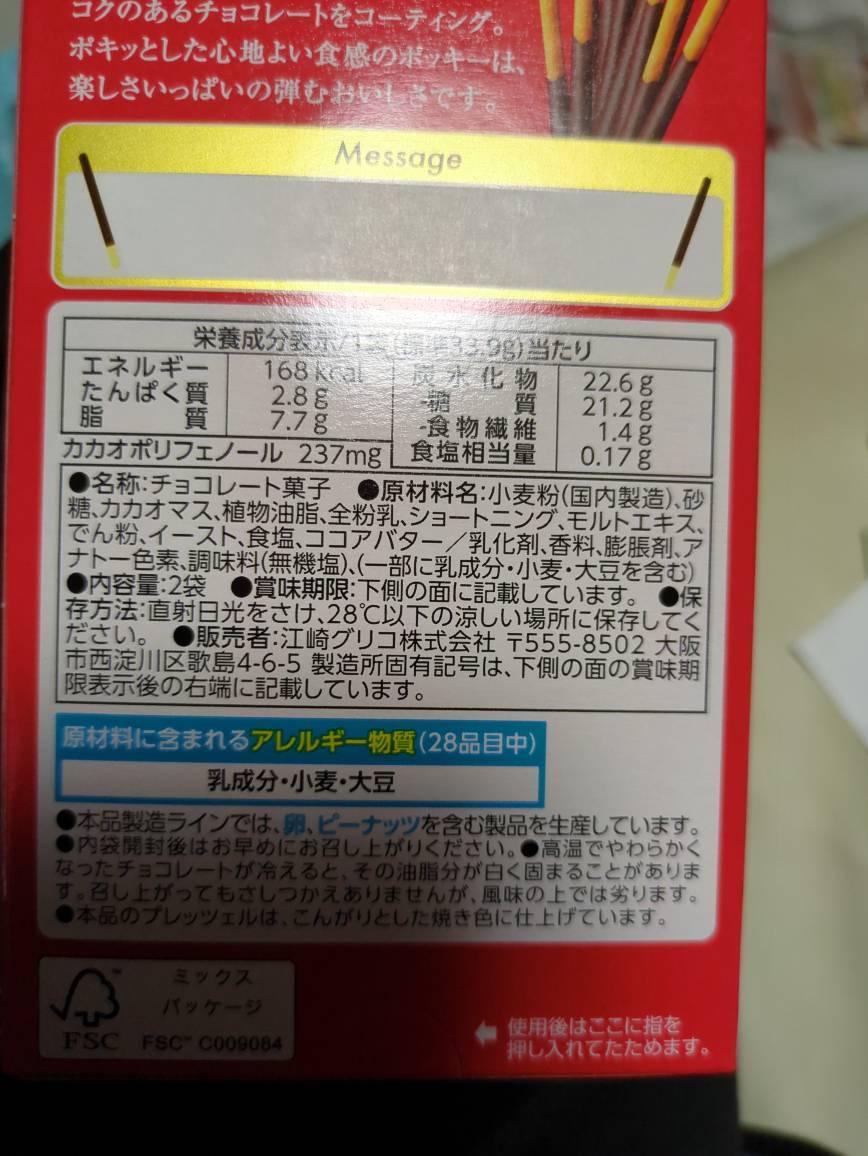 コクのあるチョコレートをコーティング。
ポキッとした心地よい食感のポッキーは、
楽しさいっぱいの弾むおいしさです。
Message
栄養成分表示/1袋(標準33.9g)当たり
エネルギー 168 kcal 炭水化物 22.6g
たんぱく質 2.8g -糖質 21.2g
脂質 7.7g -食物繊維 1.4g
カカオポリフェノール 237mg 食塩相当量 0.17g
●名称:チョコレート菓子 ●原材料名:小麦粉(国内製造)、砂
糖、カカオマス、植物油脂、全粉乳、ショートニング、モルトエキス、
でん粉、イースト、食塩、ココアバター/乳化剤、香料、膨脹剤、ア
ナトー色素、調味料(無機塩)、(一部に乳成分・小麦・大豆を含む)
●内容量:2袋 ●賞味期限:下側の面に記載しています。 ●保
存方法:直射日光をさけ、28℃以下の涼しい場所に保存してく
ださい。 ●販売者:江崎グリコ株式会社 〒555-8502 大阪
市西淀川区歌島4-6-5 製造所固有記号は、下側の面の賞味期
限表示後の右端に記載しています。
原材料に含まれるアレルギー物質(28品目中)
乳成分・小麦・大豆
●本品製造ラインでは、卵、ピーナッツを含む製品を生産しています。
●内袋開封後はお早めにお召し上がりください。●高温でやわらかく
なったチョコレートが冷えると、その油脂分が白く固まることがありま
す。召し上がってもさしつかえありませんが、風味の上では劣ります。
●本品のプレッツェルは、こんがりとした焼き色に仕上げています。
ミックス
パッケージ
FSC FSC™ C009084
使用後はここに指を
押し入れてたためます。